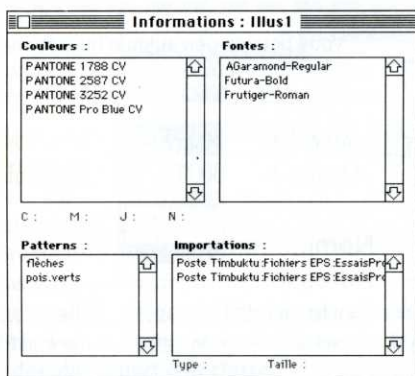 Informations : Illus1
Couleurs :
PANTONE 1788 CV
PANTONE 2587 CV
PANTONE 3252 CV
PANTONE Pro Blue CV
Fontes :
AGaramond-Regular
Futura-Bold
Frutiger-Roman
C : M : J : N :
Patterns :
flèches
pois.verts
Importations :
Poste Timbuktu:Fichiers EPS:EssaisPro
Poste Timbuktu:Fichiers EPS:EssaisPro
Type : Taille :